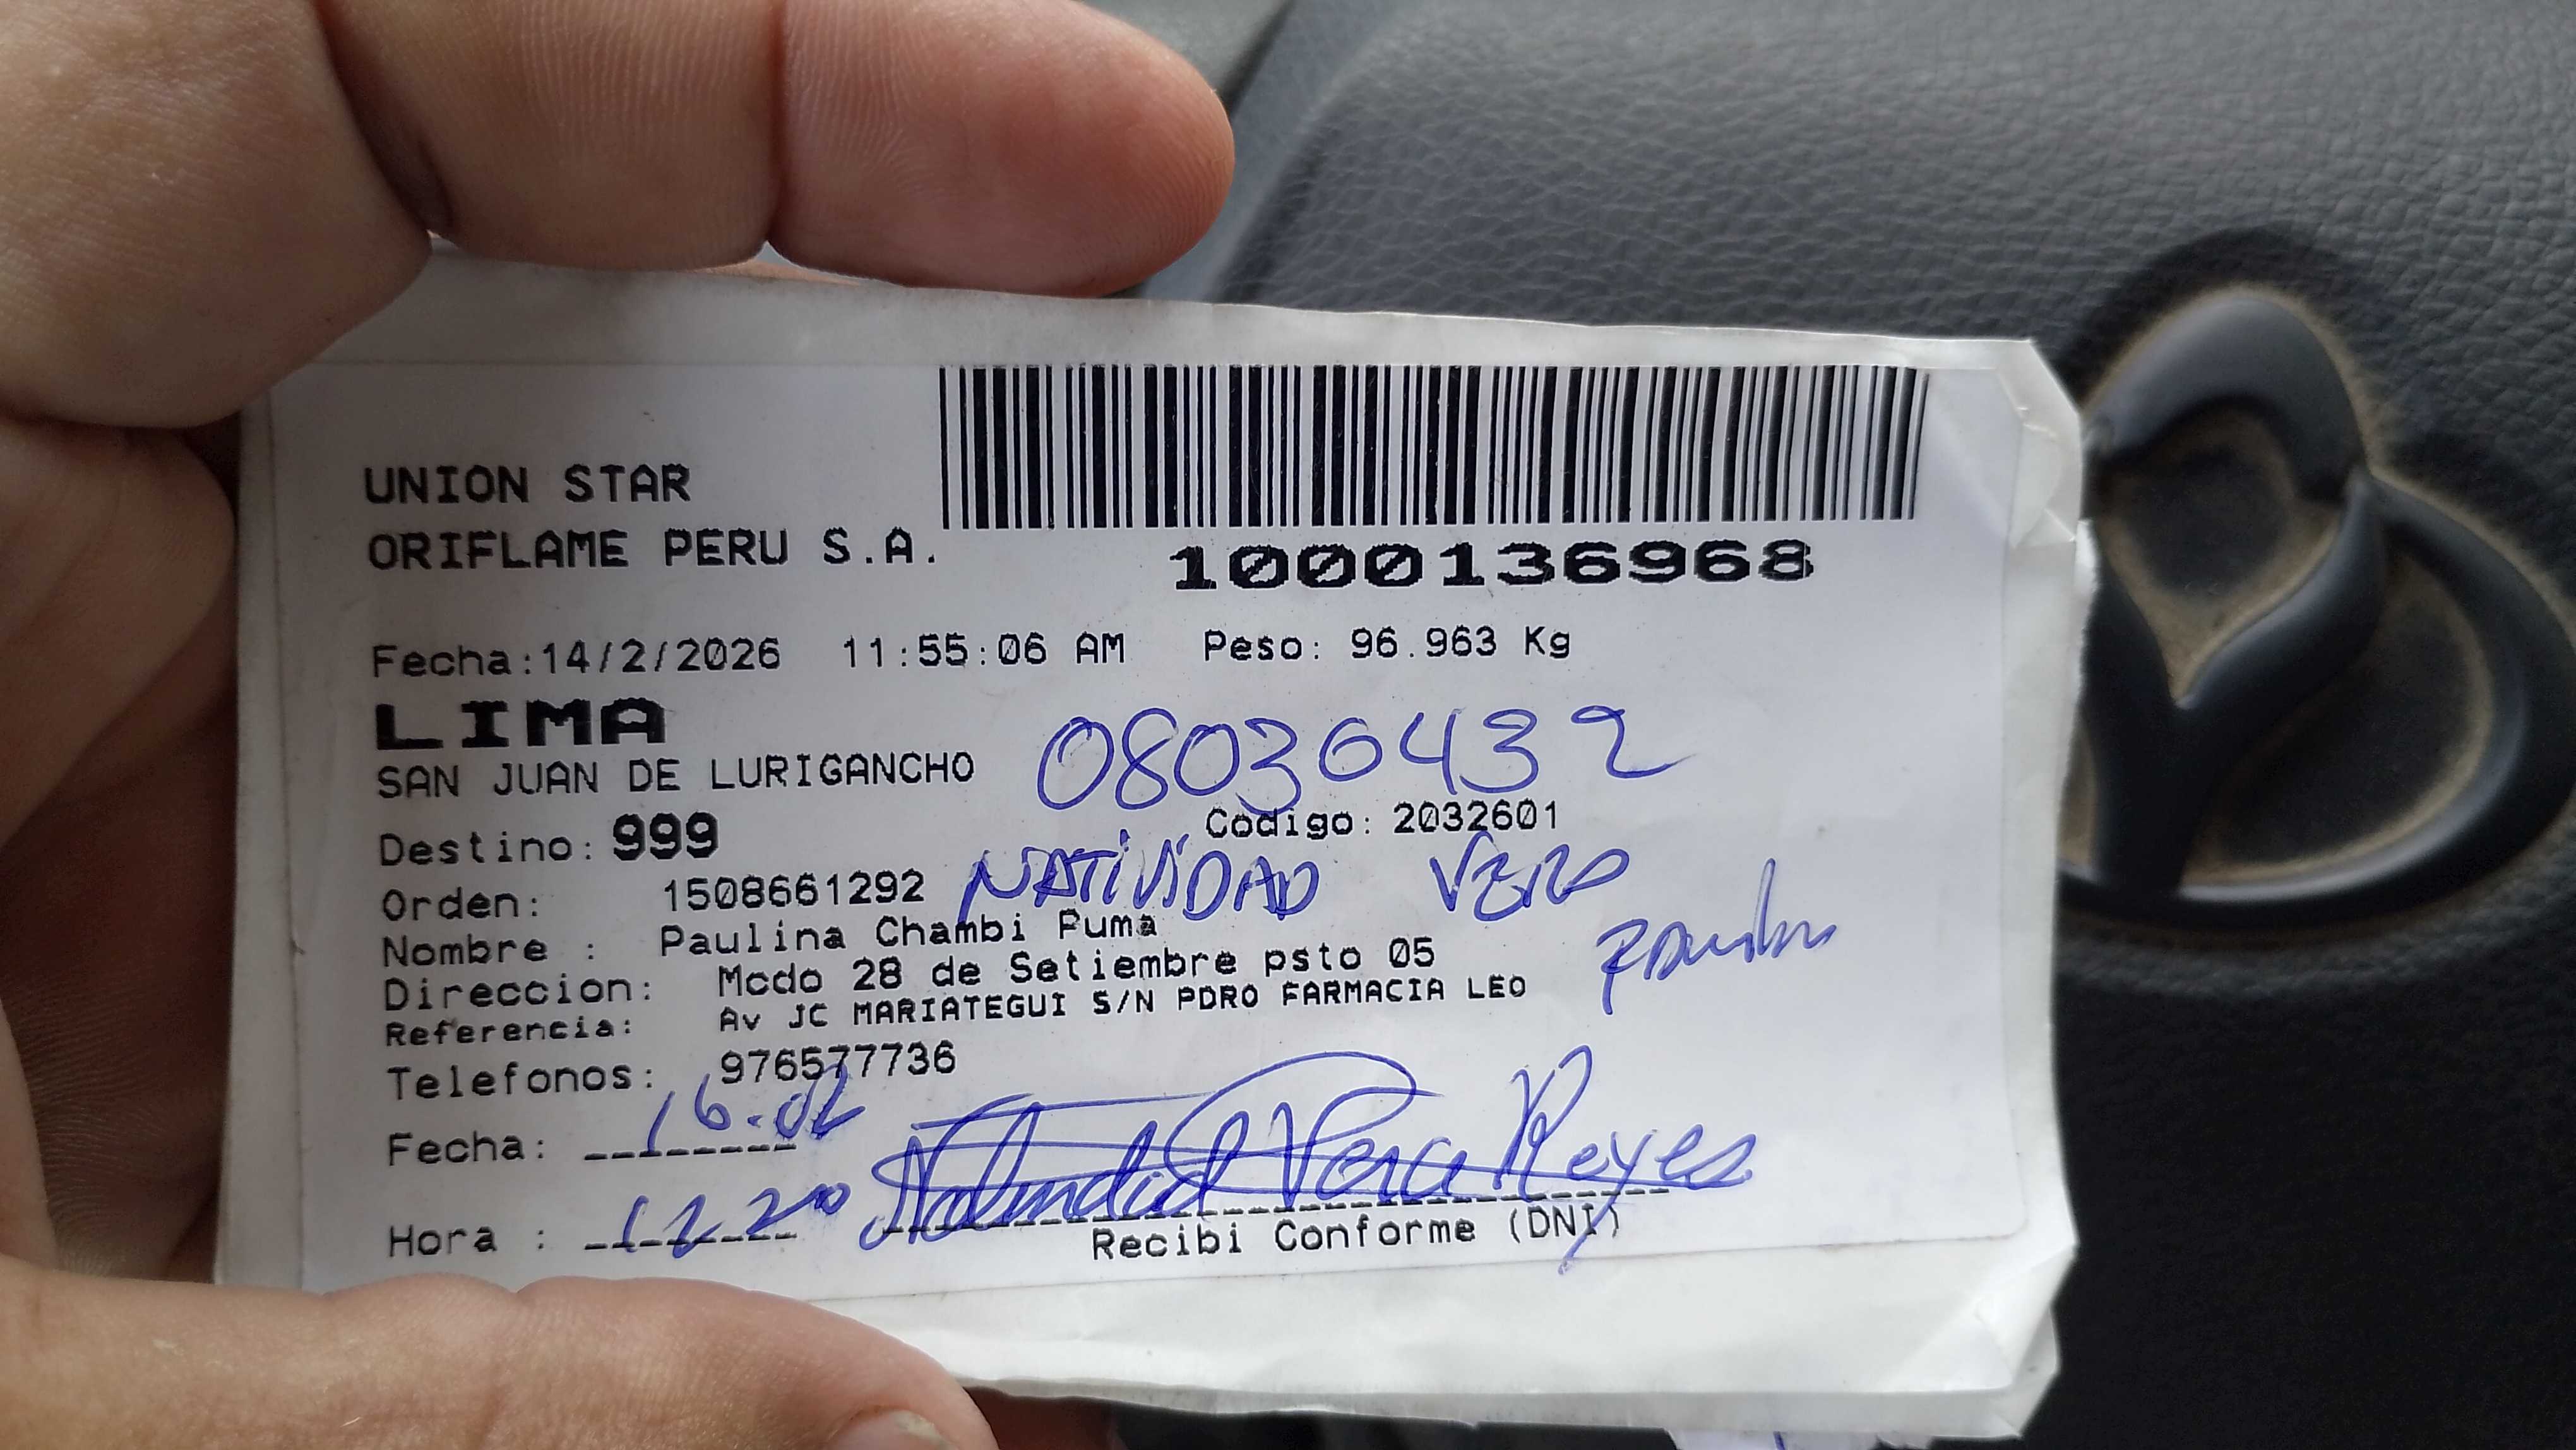 UNION STAR
ORIFLAME PERU S.A.
1000136968
Fecha:14/2/2026 11:55:06 AM Peso: 96.963 Kg
LIMA
SAN JUAN DE LURIGANCHO 08030432
Destino: 999 Codigo: 2032601
Orden: 1508661292 NATIVIDAD VERA
Nombre : Paulina Chambi Puma
Direccion: Mcdo 28 de Setiembre psto 05
Referencia: Av JC MARIATEGUI S/N PDRO FARMACIA LEO
Telefonos: 976577736
Fecha: 16.02
Hora : 12 20 Natividad Vera Reyes
Recibi Conforme (DNI)